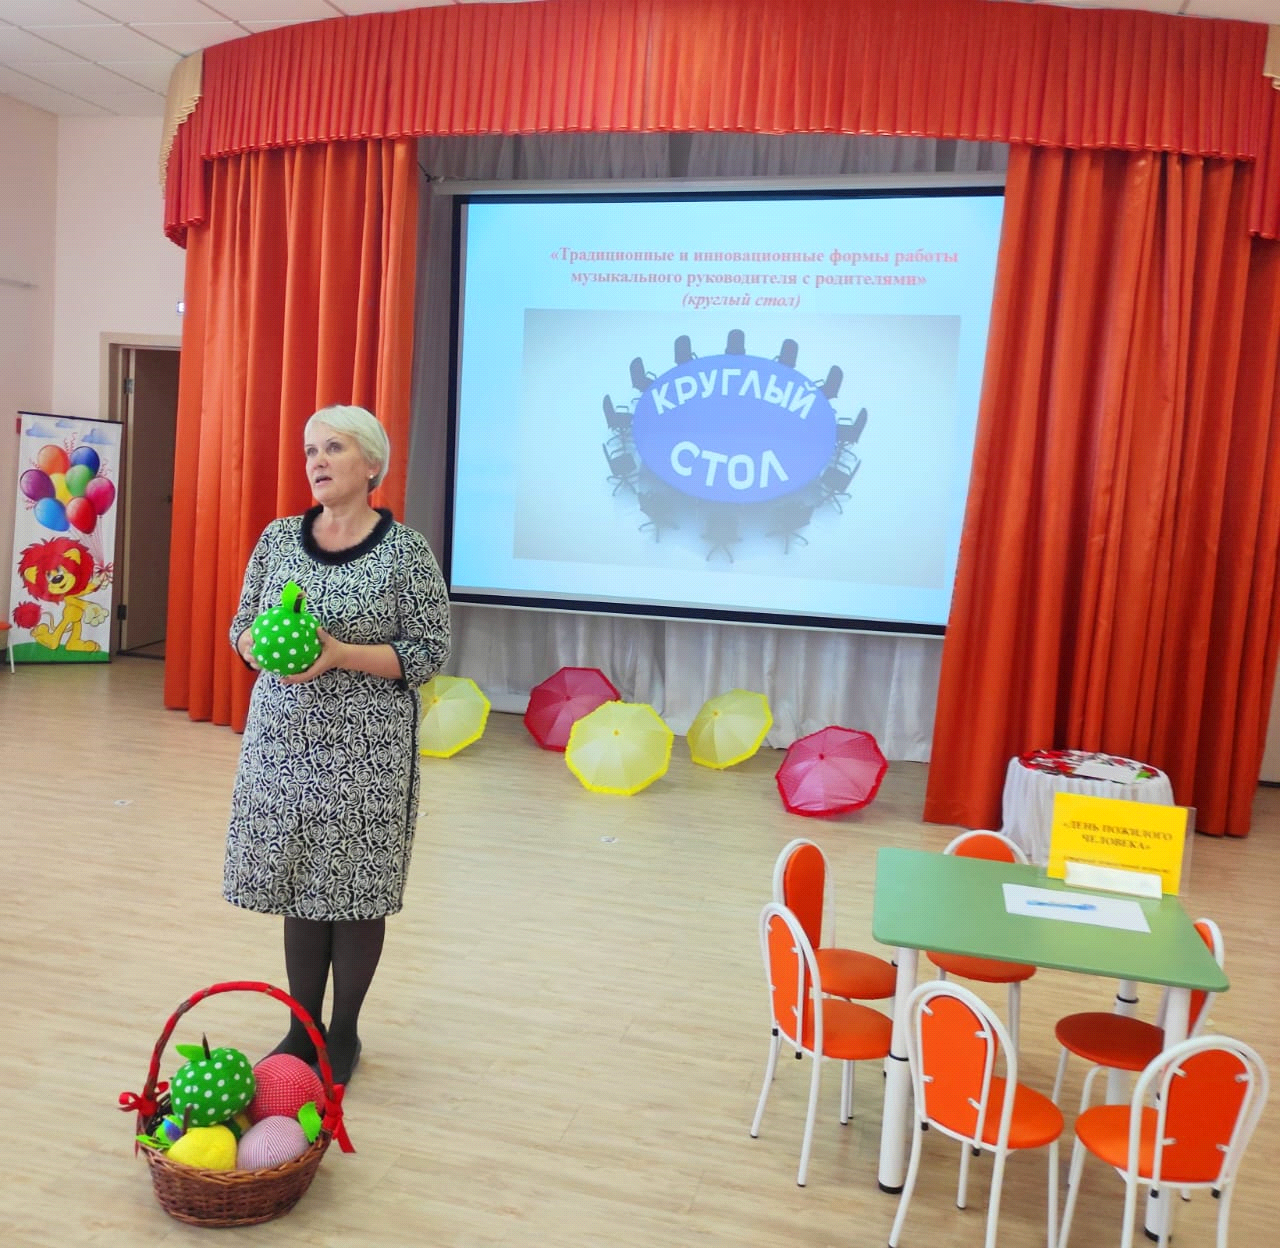 «Традиционные и инновационные формы работы
музыкального руководителя с родителями»
(круглый стол)
КРУГЛЫЙ
СТОЛ
«ДЕНЬ ПОЖИЛОГО
ЧЕЛОВЕКА»